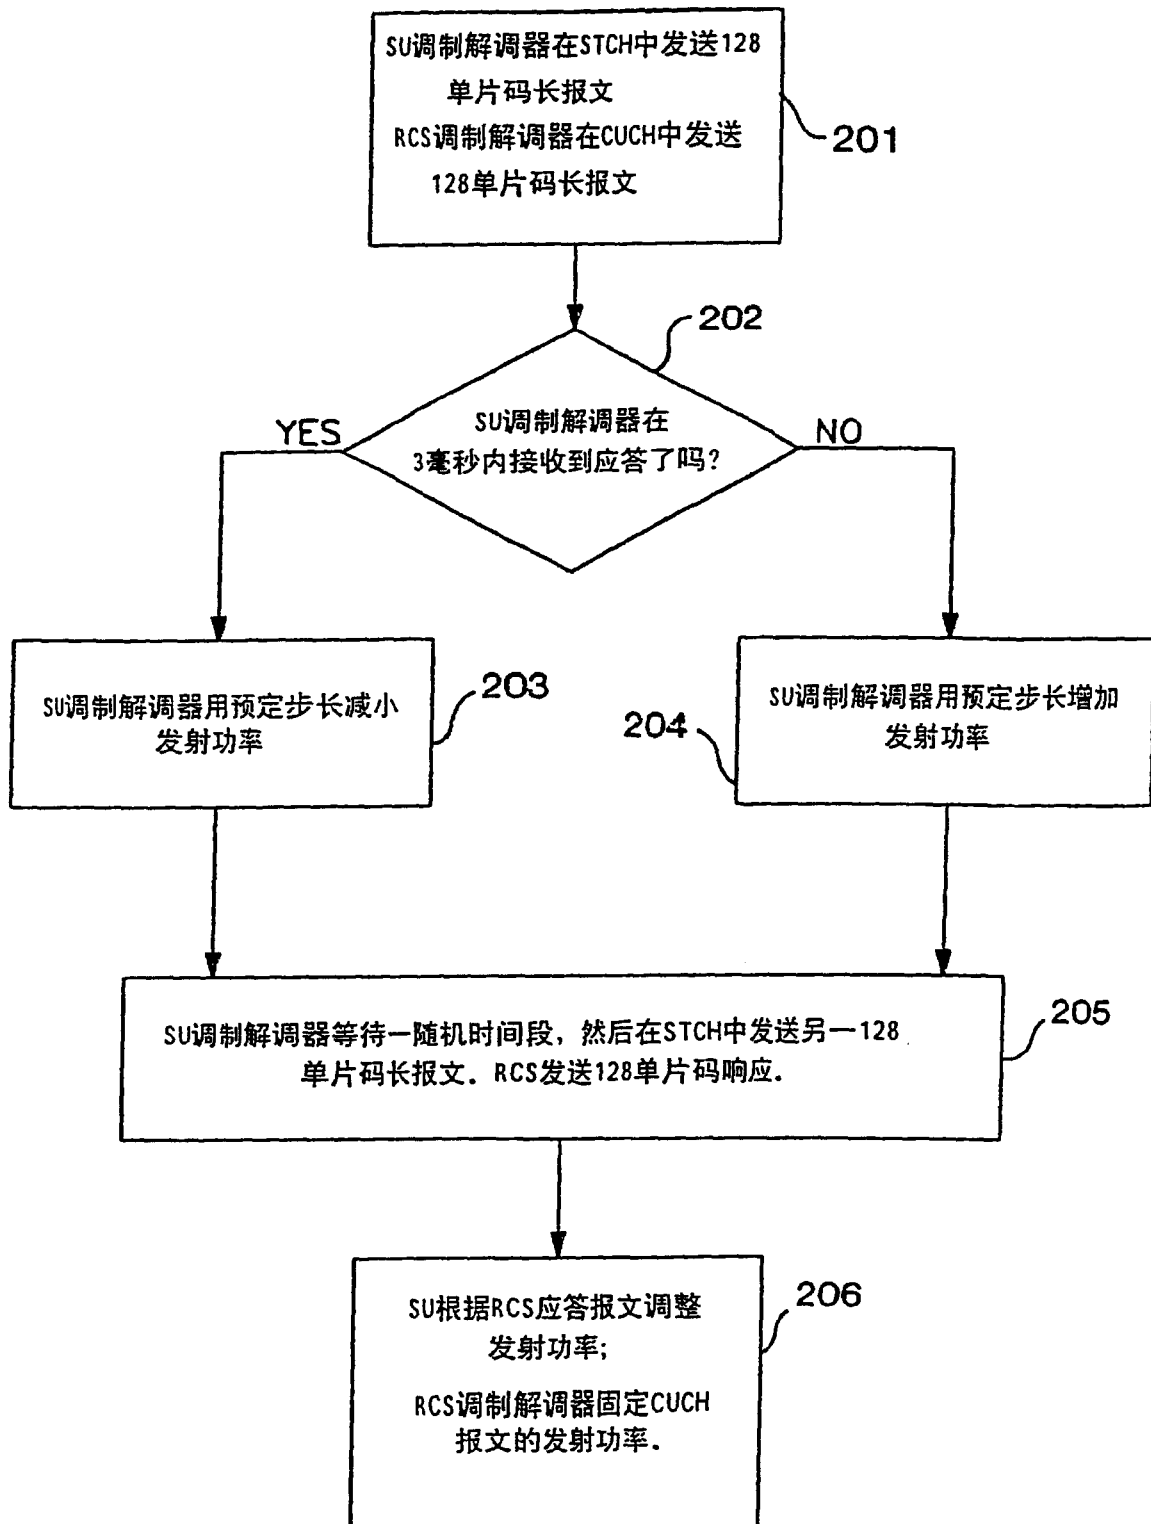 SU调制解调器在STCH中发送128
单片码长报文
RCS调制解调器在CUCH中发送
128单片码长报文
201
202
SU调制解调器在
3毫秒内接收到应答了吗?
YES
NO
SU调制解调器用预定步长减小
发射功率
203
SU调制解调器用预定步长增加
发射功率
204
SU调制解调器等待一随机时间段，然后在STCH中发送另一128
单片码长报文.RCS发送128单片码响应.
205
SU根据RCS应答报文调整
发射功率;
RCS调制解调器固定CUCH
报文的发射功率.
206